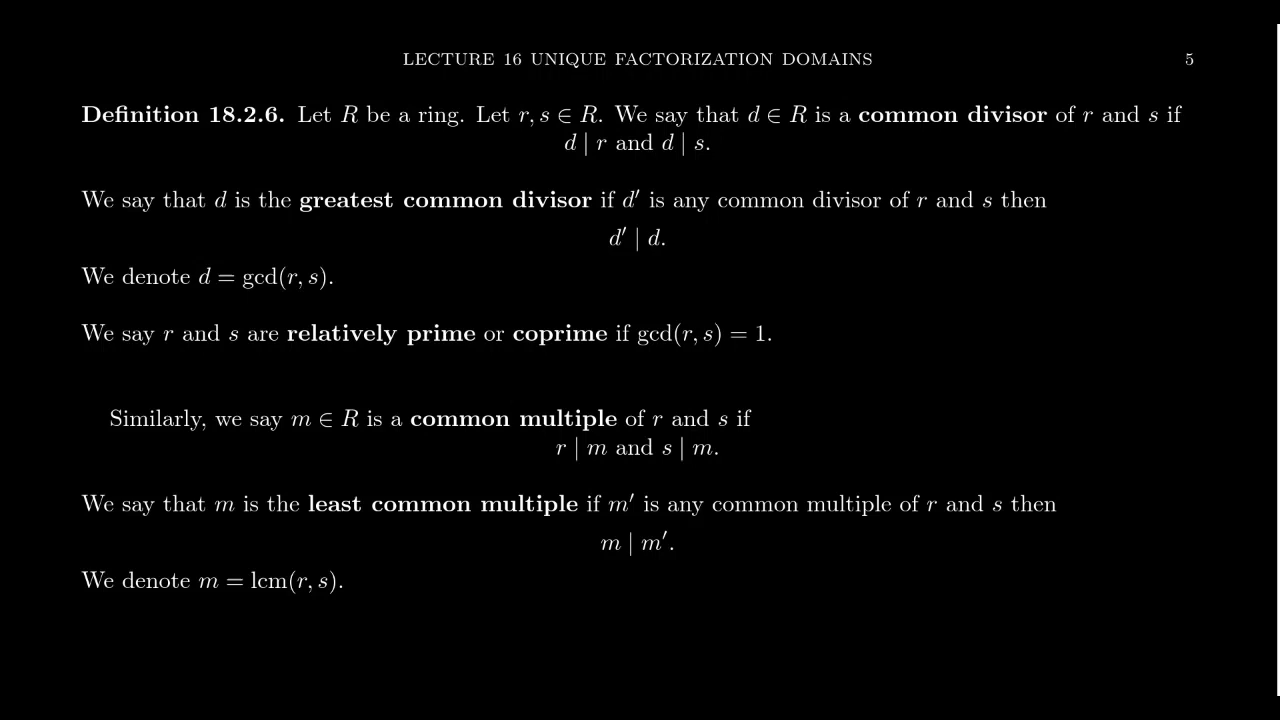 LECTURE 16 UNIQUE FACTORIZATION DOMAINS 5
Definition 18.2.6. Let R be a ring. Let r, s ∈ R. We say that d ∈ R is a common divisor of r and s if
d | r and d | s.
We say that d is the greatest common divisor if d′ is any common divisor of r and s then
d′ | d.
We denote d = gcd(r, s).
We say r and s are relatively prime or coprime if gcd(r, s) = 1.
Similarly, we say m ∈ R is a common multiple of r and s if
r | m and s | m.
We say that m is the least common multiple if m′ is any common multiple of r and s then
m | m′.
We denote m = lcm(r, s).